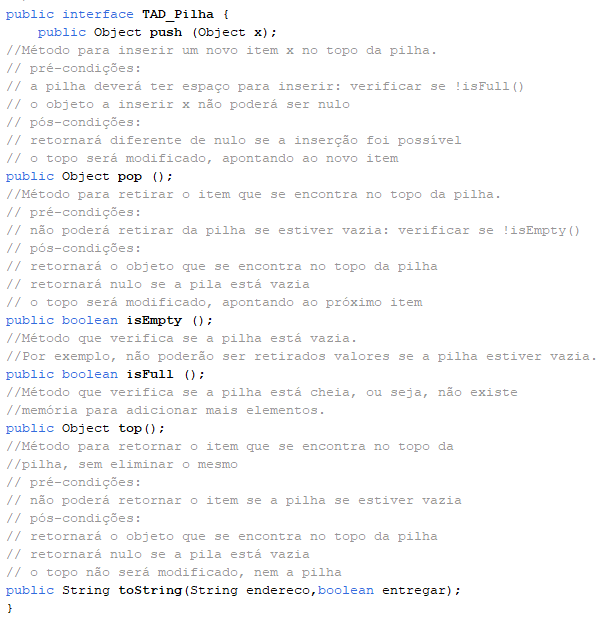 public interface TAD_Pilha {
    public Object push (Object x);
//Método para inserir um novo item x no topo da pilha.
// pré-condições:
// a pilha deverá ter espaço para inserir: verificar se !isFull()
// o objeto a inserir x não poderá ser nulo
// pós-condições:
// retornará diferente de nulo se a inserção foi possível
// o topo será modificado, apontando ao novo item
public Object pop ();
//Método para retirar o item que se encontra no topo da pilha.
// pré-condições:
// não poderá retirar da pilha se estiver vazia: verificar se !isEmpty()
// pós-condições:
// retornará o objeto que se encontra no topo da pilha
// retornará nulo se a pila está vazia
// o topo será modificado, apontando ao próximo item
public boolean isEmpty ();
//Método que verifica se a pilha está vazia.
//Por exemplo, não poderão ser retirados valores se a pilha estiver vazia.
public boolean isFull ();
//Método que verifica se a pilha está cheia, ou seja, não existe
//memória para adicionar mais elementos.
public Object top();
//Método para retornar o item que se encontra no topo da
//pilha, sem eliminar o mesmo
// pré-condições:
// não poderá retornar o item se a pilha se estiver vazia
// pós-condições:
// retornará o objeto que se encontra no topo da pilha
// retornará nulo se a pila está vazia
// o topo não será modificado, nem a pilha
public String toString(String endereco,boolean entregar);
}